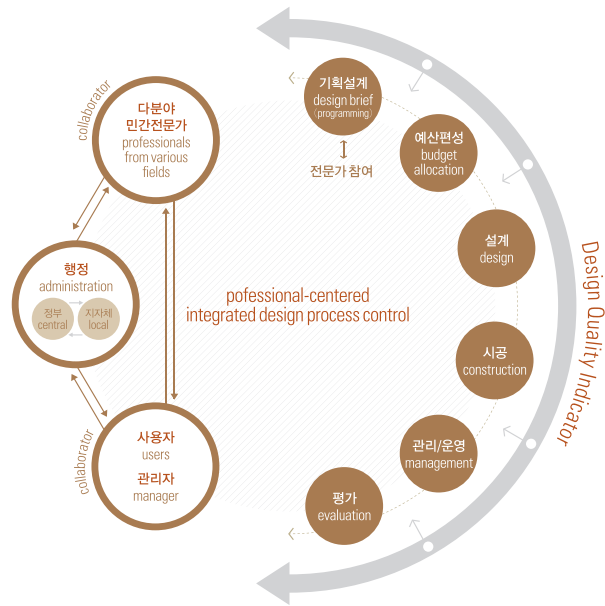 collaborator
다분야
민간전문가
professionals
from various
fields
행정
administration
정부
central
지자체
local
collaborator
사용자
users
관리자
manager
pofessional-centered
integrated design process control
기획설계
design brief
(programming)
전문가 참여
예산편성
budget
allocation
설계
design
시공
construction
관리/운영
management
평가
evaluation
Design Quality Indicator